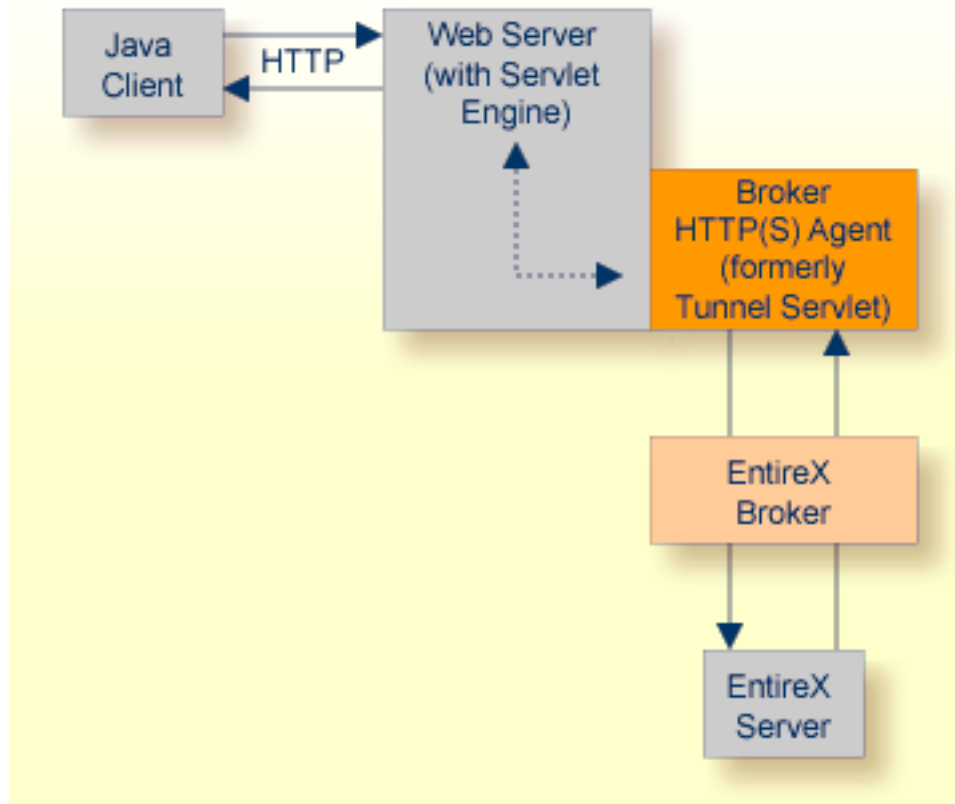 Java
Client
HTTP
Web Server
(with Servlet
Engine)
Broker
HTTP(S) Agent
(formerly
Tunnel Servlet)
EntireX
Broker
EntireX
Server